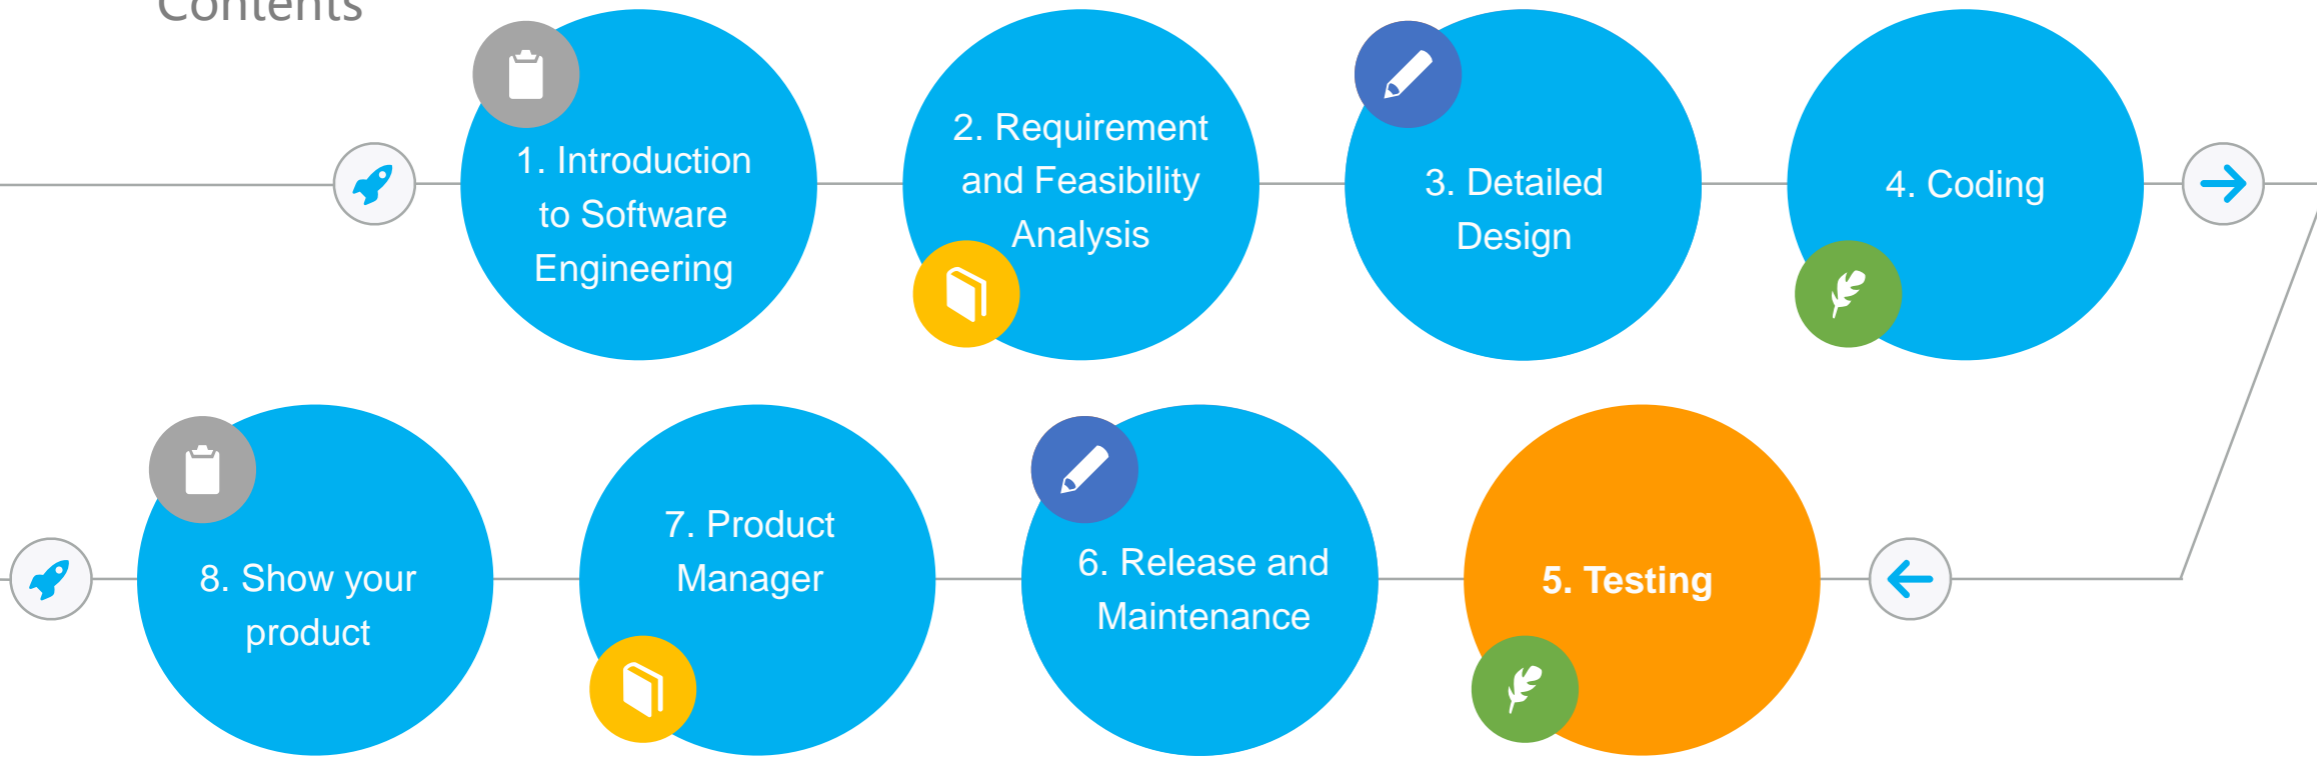 Contents
1. Introduction
to Software
Engineering
2. Requirement
and Feasibility
Analysis
3. Detailed
Design
4. Coding
5. Testing
6. Release and
Maintenance
7. Product
Manager
8. Show your
product